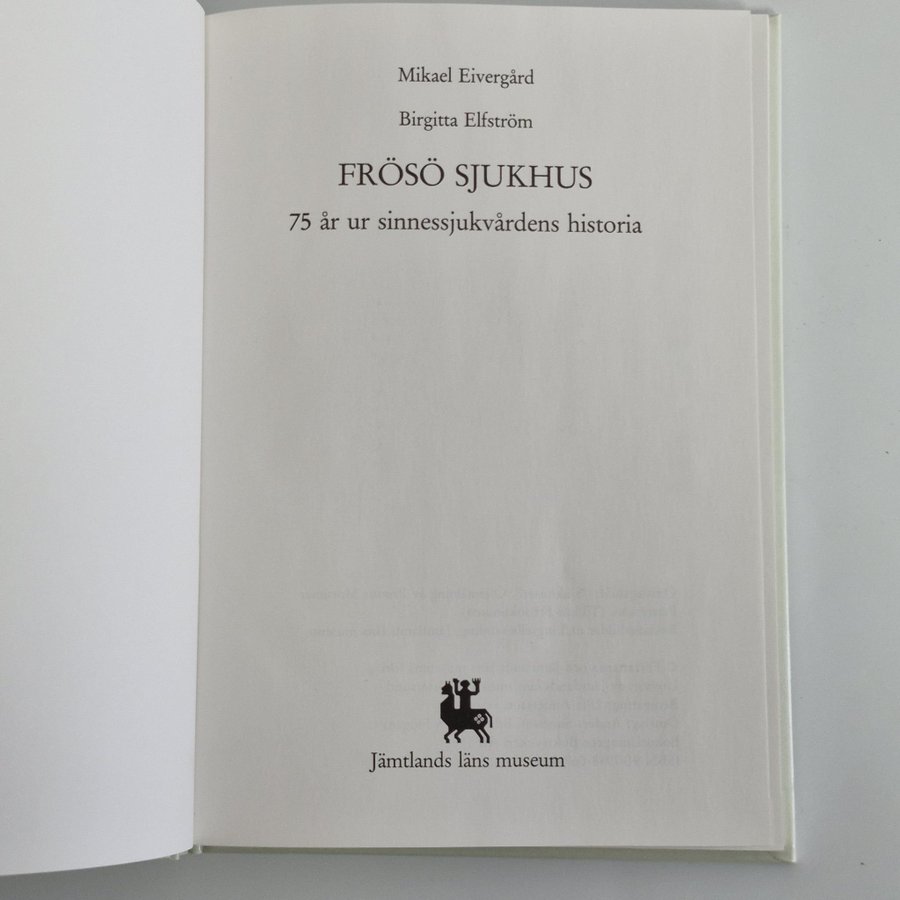 Mikael Eivergård
Birgitta Elfström
FRÖSÖ SJUKHUS
75 år ur sinnessjukvårdens historia
Jämtlands läns museum